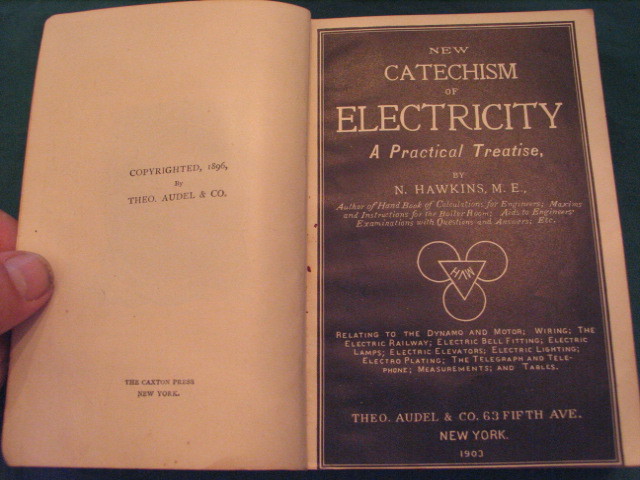 COPYRIGHTED, 1896,
By
THEO. AUDEL & CO.
THE CAXTON PRESS
NEW YORK.
NEW
CATECHISM
OF
ELECTRICITY
A Practical Treatise,
BY
N. HAWKINS, M. E.,
Author of Hand Book of Calculations for Engineers; Maxims
and Instructions for the Boiler Room; Aids to Engineers'
Examinations with Questions and Answers; Etc.
RELATING TO THE DYNAMO AND MOTOR; WIRING; THE
ELECTRIC RAILWAY; ELECTRIC BELL FITTING; ELECTRIC
LAMPS; ELECTRIC ELEVATORS; ELECTRIC LIGHTING;
ELECTRO PLATING; THE TELEGRAPH AND TELE-
PHONE; MEASUREMENTS; AND TABLES.
THEO. AUDEL & CO. 63 FIFTH AVE.
NEW YORK.
1903